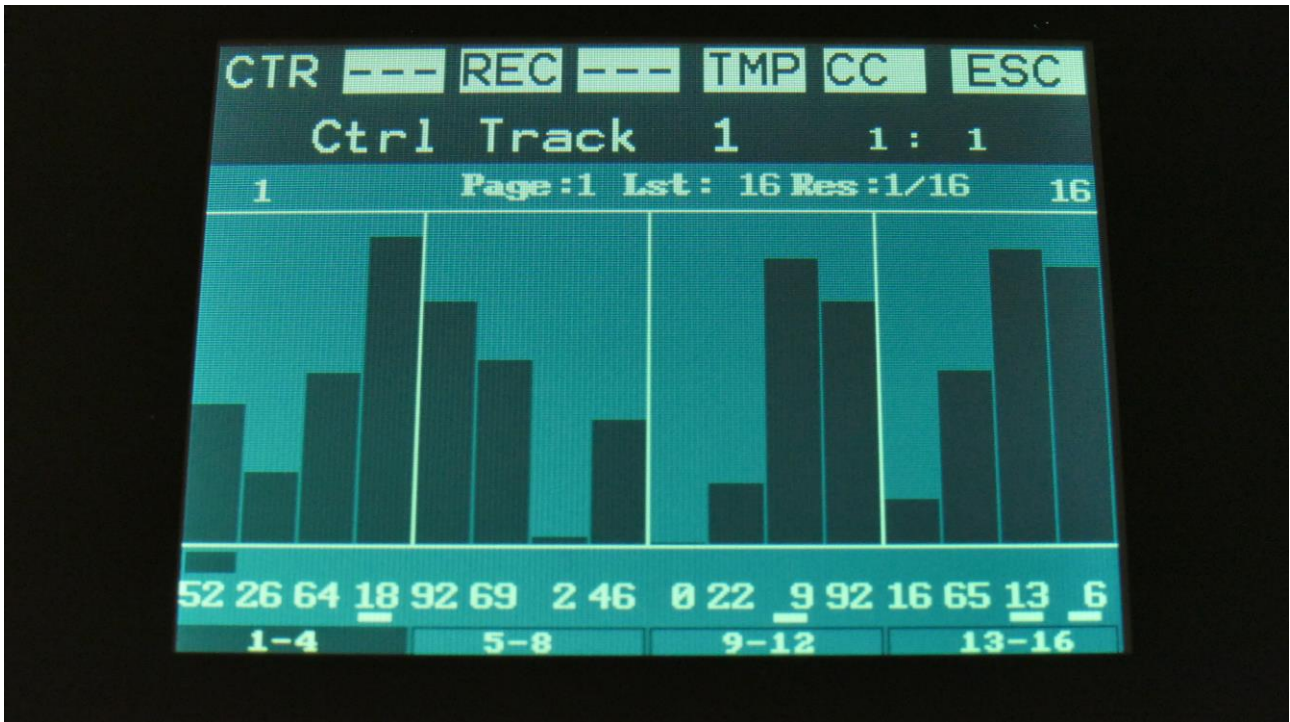 CTR --- REC --- TMP CC ESC
Ctrl Track 1 1: 1
1 Page:1 Lst: 16 Res:1/16 16
52 26 64 18 92 69 2 46 0 22 9 92 16 65 13 6
1-4 5-8 9-12 13-16